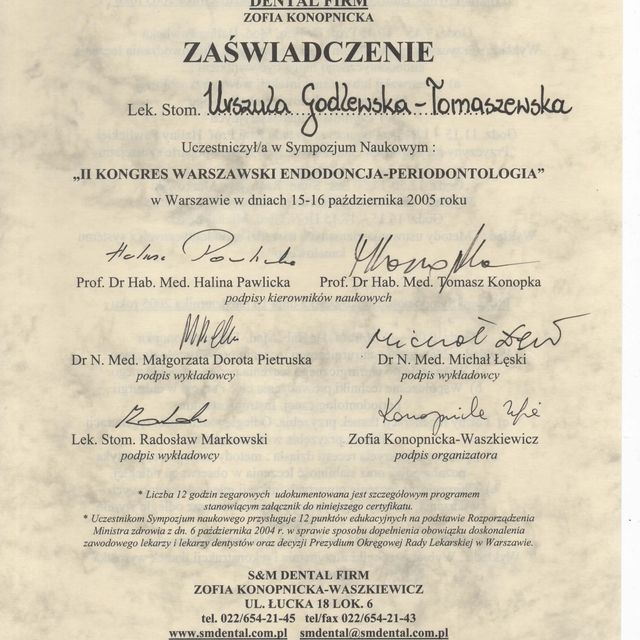 DENTAL FIRM
ZOFIA KONOPNICKA
ZAŚWIADCZENIE
Lek. Stom. Urszula Godlewska-Tomaszewska
Uczestniczył/a w Sympozjum Naukowym :
„II KONGRES WARSZAWSKI ENDODONCJA-PERIODONTOLOGIA”
w Warszawie w dniach 15-16 października 2005 roku
Halina Pawlicka
Prof. Dr Hab. Med. Halina Pawlicka Prof. Dr Hab. Med. Tomasz Konopka
podpisy kierowników naukowych
Dr N. Med. Małgorzata Dorota Pietruska Dr N. Med. Michał Łęski
podpis wykładowcy podpis wykładowcy
Lek. Stom. Radosław Markowski Zofia Konopnicka-Waszkiewicz
podpis wykładowcy podpis organizatora
* Liczba 12 godzin zegarowych udokumentowana jest szczegółowym programem
stanowiącym załącznik do niniejszego certyfikatu.
* Uczestnikom Sympozjum naukowego przysługuje 12 punktów edukacyjnych na podstawie Rozporządzenia
Ministra zdrowia z dn. 6 października 2004 r. w sprawie sposobu dopełnienia obowiązku doskonalenia
zawodowego lekarzy i lekarzy dentystów oraz decyzji Prezydium Okręgowej Rady Lekarskiej w Warszawie.
S&M DENTAL FIRM
ZOFIA KONOPNICKA-WASZKIEWICZ
UL. ŁUCKA 18 LOK. 6
tel. 022/654-21-45 tel/fax 022/654-21-43
www.smdental.com.pl smdental@smdental.com.pl